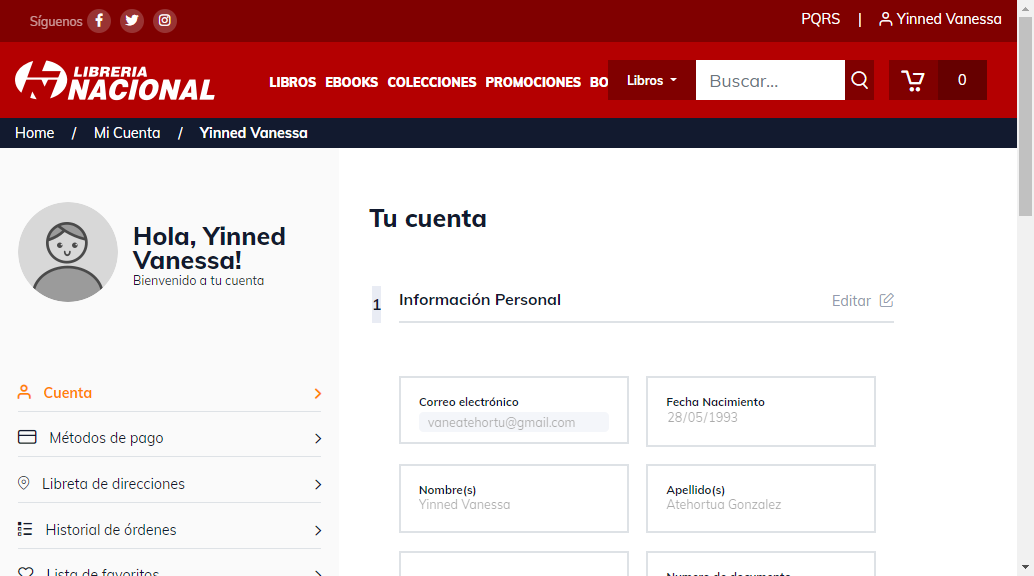 Síguenos
PQRS | Yinned Vanessa
LIBRERIA
NACIONAL
LIBROS EBOOKS COLECCIONES PROMOCIONES BO
Libros
Buscar...
0
Home / Mi Cuenta / Yinned Vanessa
Hola, Yinned
Vanessa!
Bienvenido a tu cuenta
Cuenta
Métodos de pago
Libreta de direcciones
Historial de órdenes
Lista de favoritos
Tu cuenta
1 Información Personal Editar
Correo electrónico
vaneatehortu@gmail.com
Fecha Nacimiento
28/05/1993
Nombre(s)
Yinned Vanessa
Apellido(s)
Atehortua Gonzalez
Numero de documento